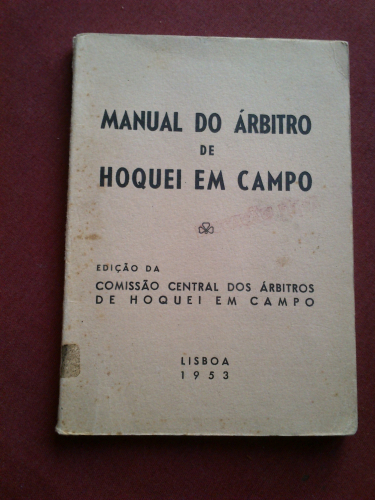 MANUAL DO ÁRBITRO
DE
HOQUEI EM CAMPO
EDIÇÃO DA
COMISSÃO CENTRAL DOS ÁRBITROS
DE HOQUEI EM CAMPO
LISBOA
1953